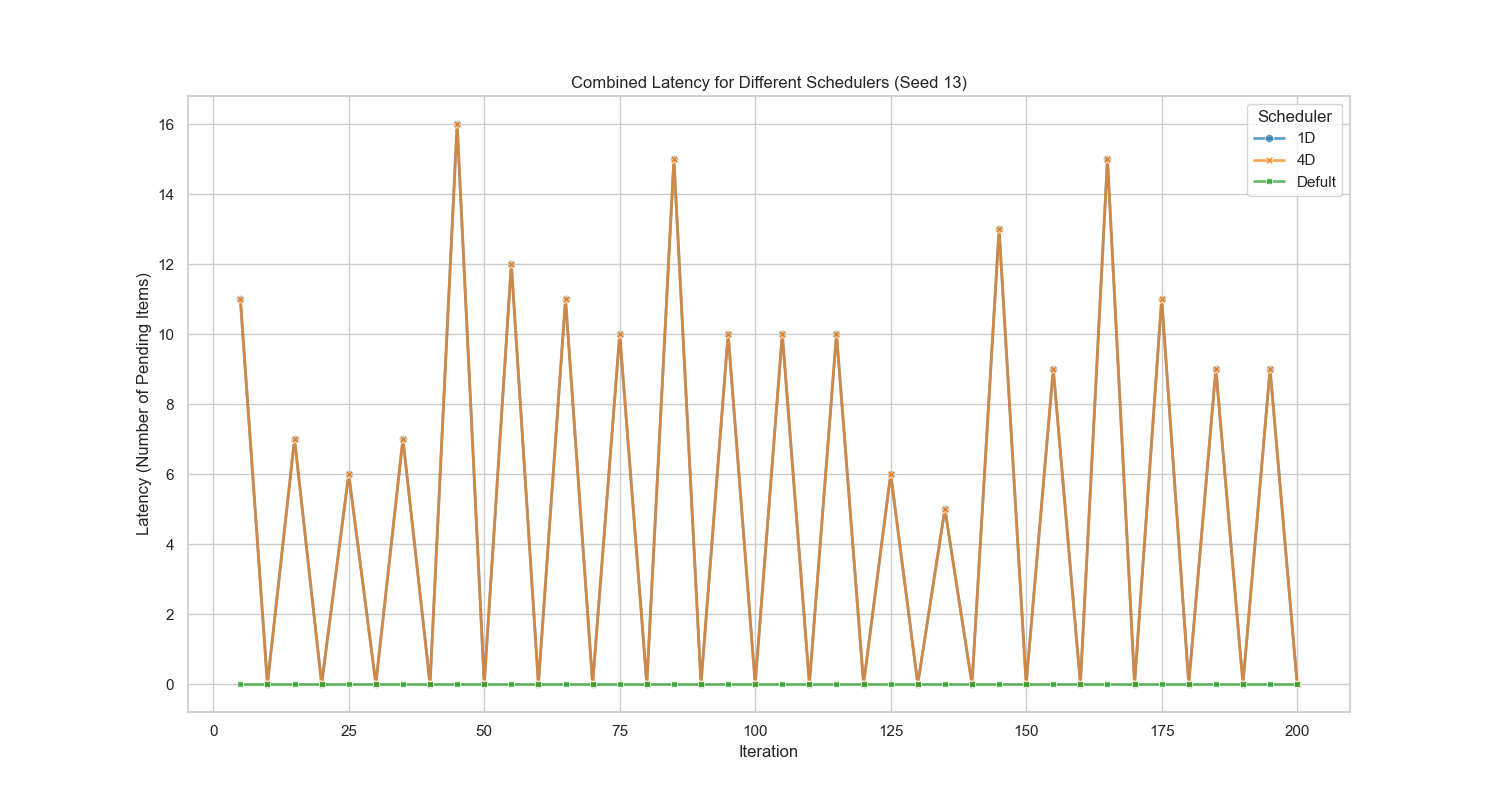 Combined Latency for Different Schedulers (Seed 13)
Scheduler
1D
4D
Defult
Latency (Number of Pending Items)
16
14
12
10
8
6
4
2
0
0 25 50 75 100 125 150 175 200
Iteration